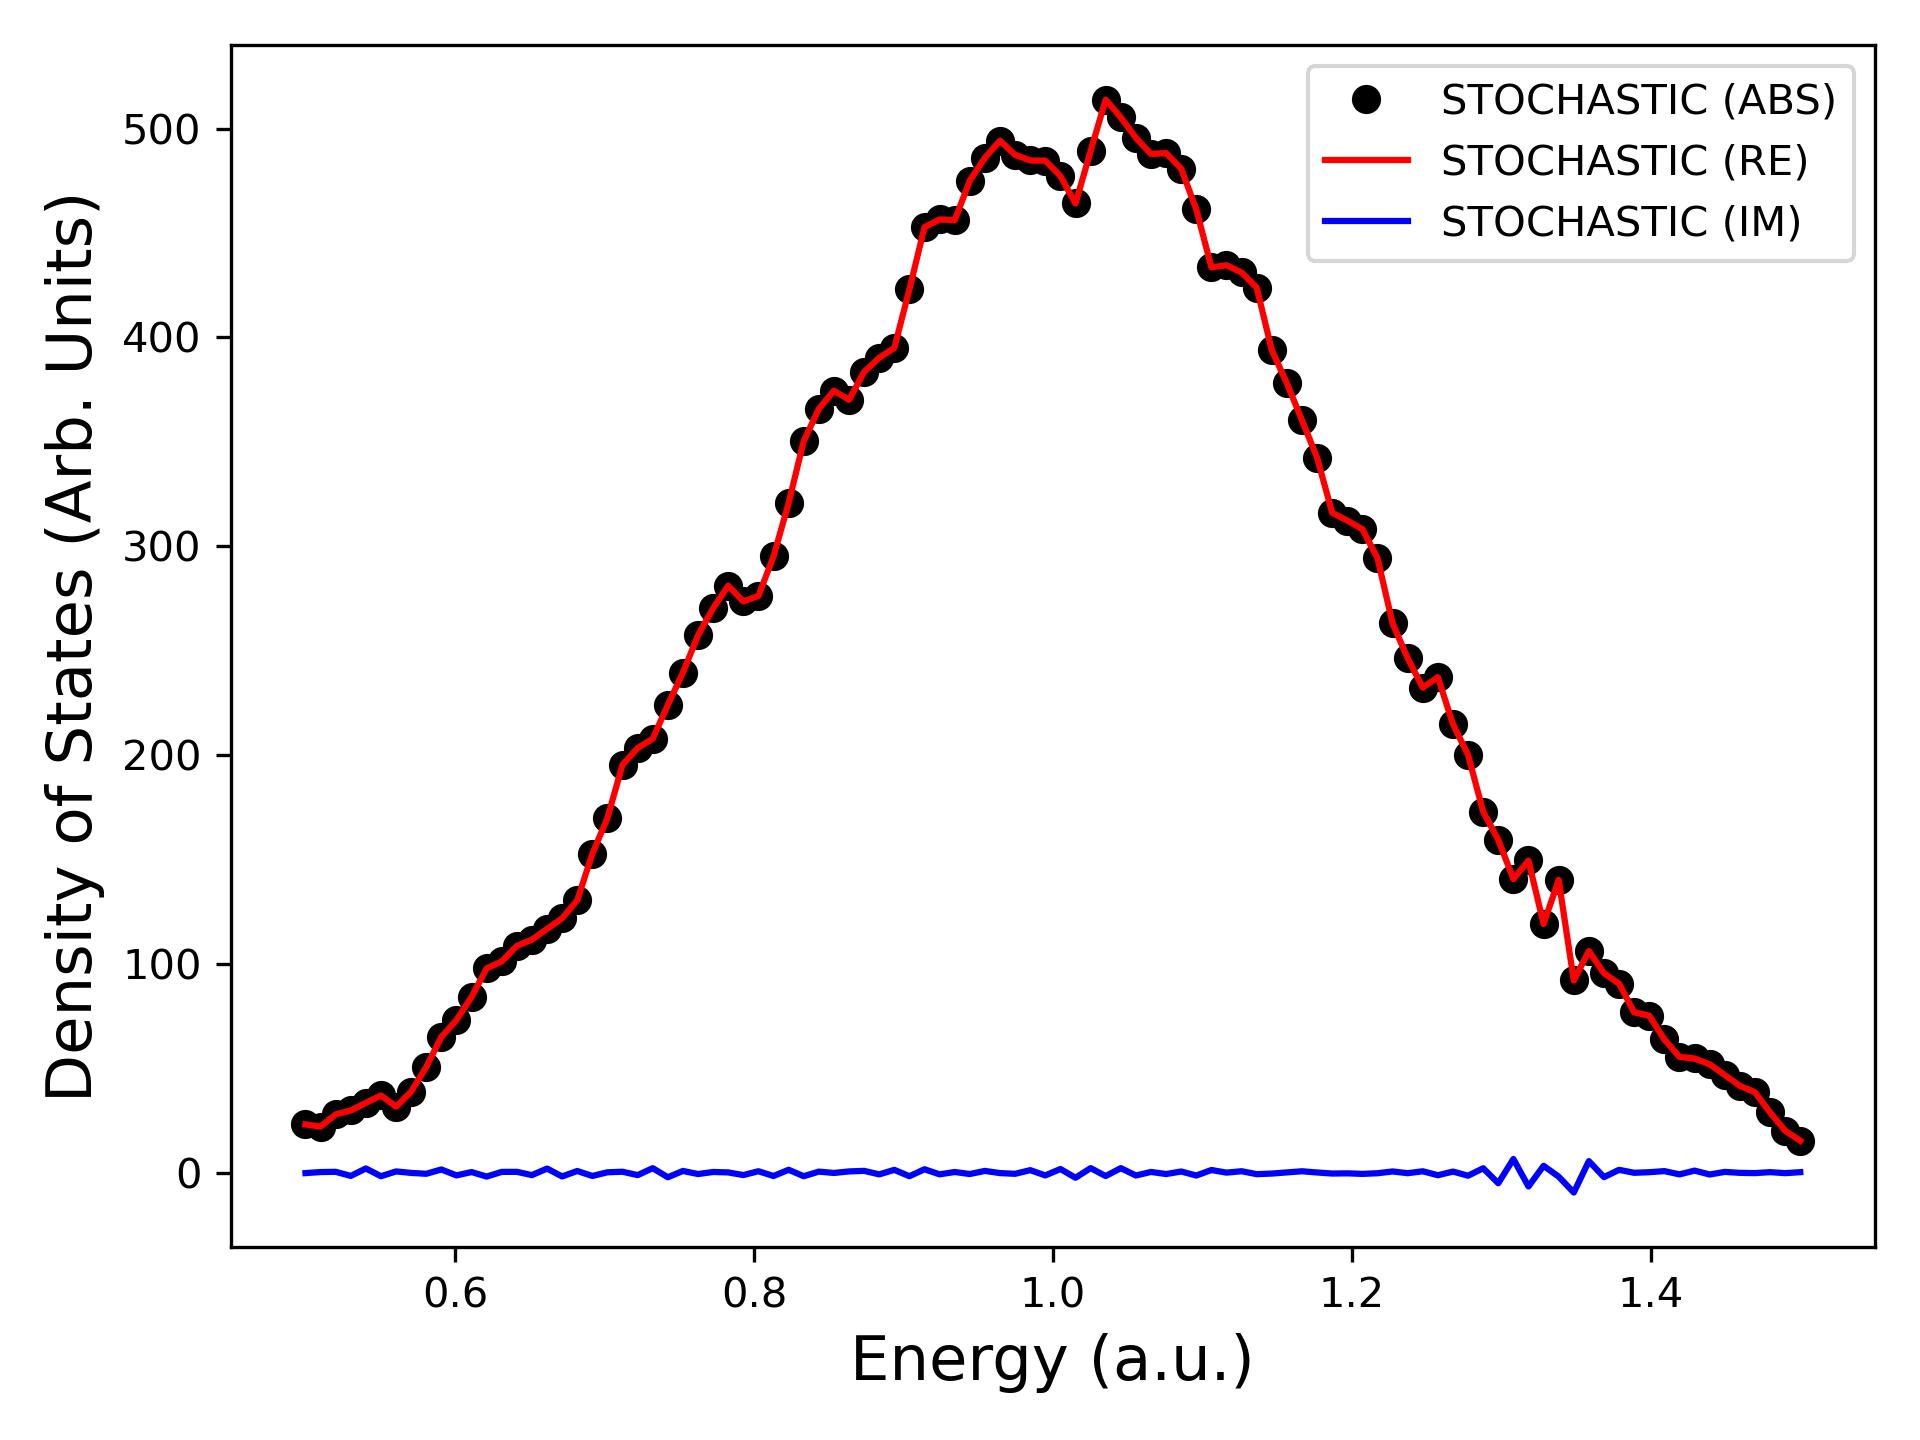 STOCHASTIC (ABS)
STOCHASTIC (RE)
STOCHASTIC (IM)
500
400
300
200
100
0
Density of States (Arb. Units)
0.6 0.8 1.0 1.2 1.4
Energy (a.u.)